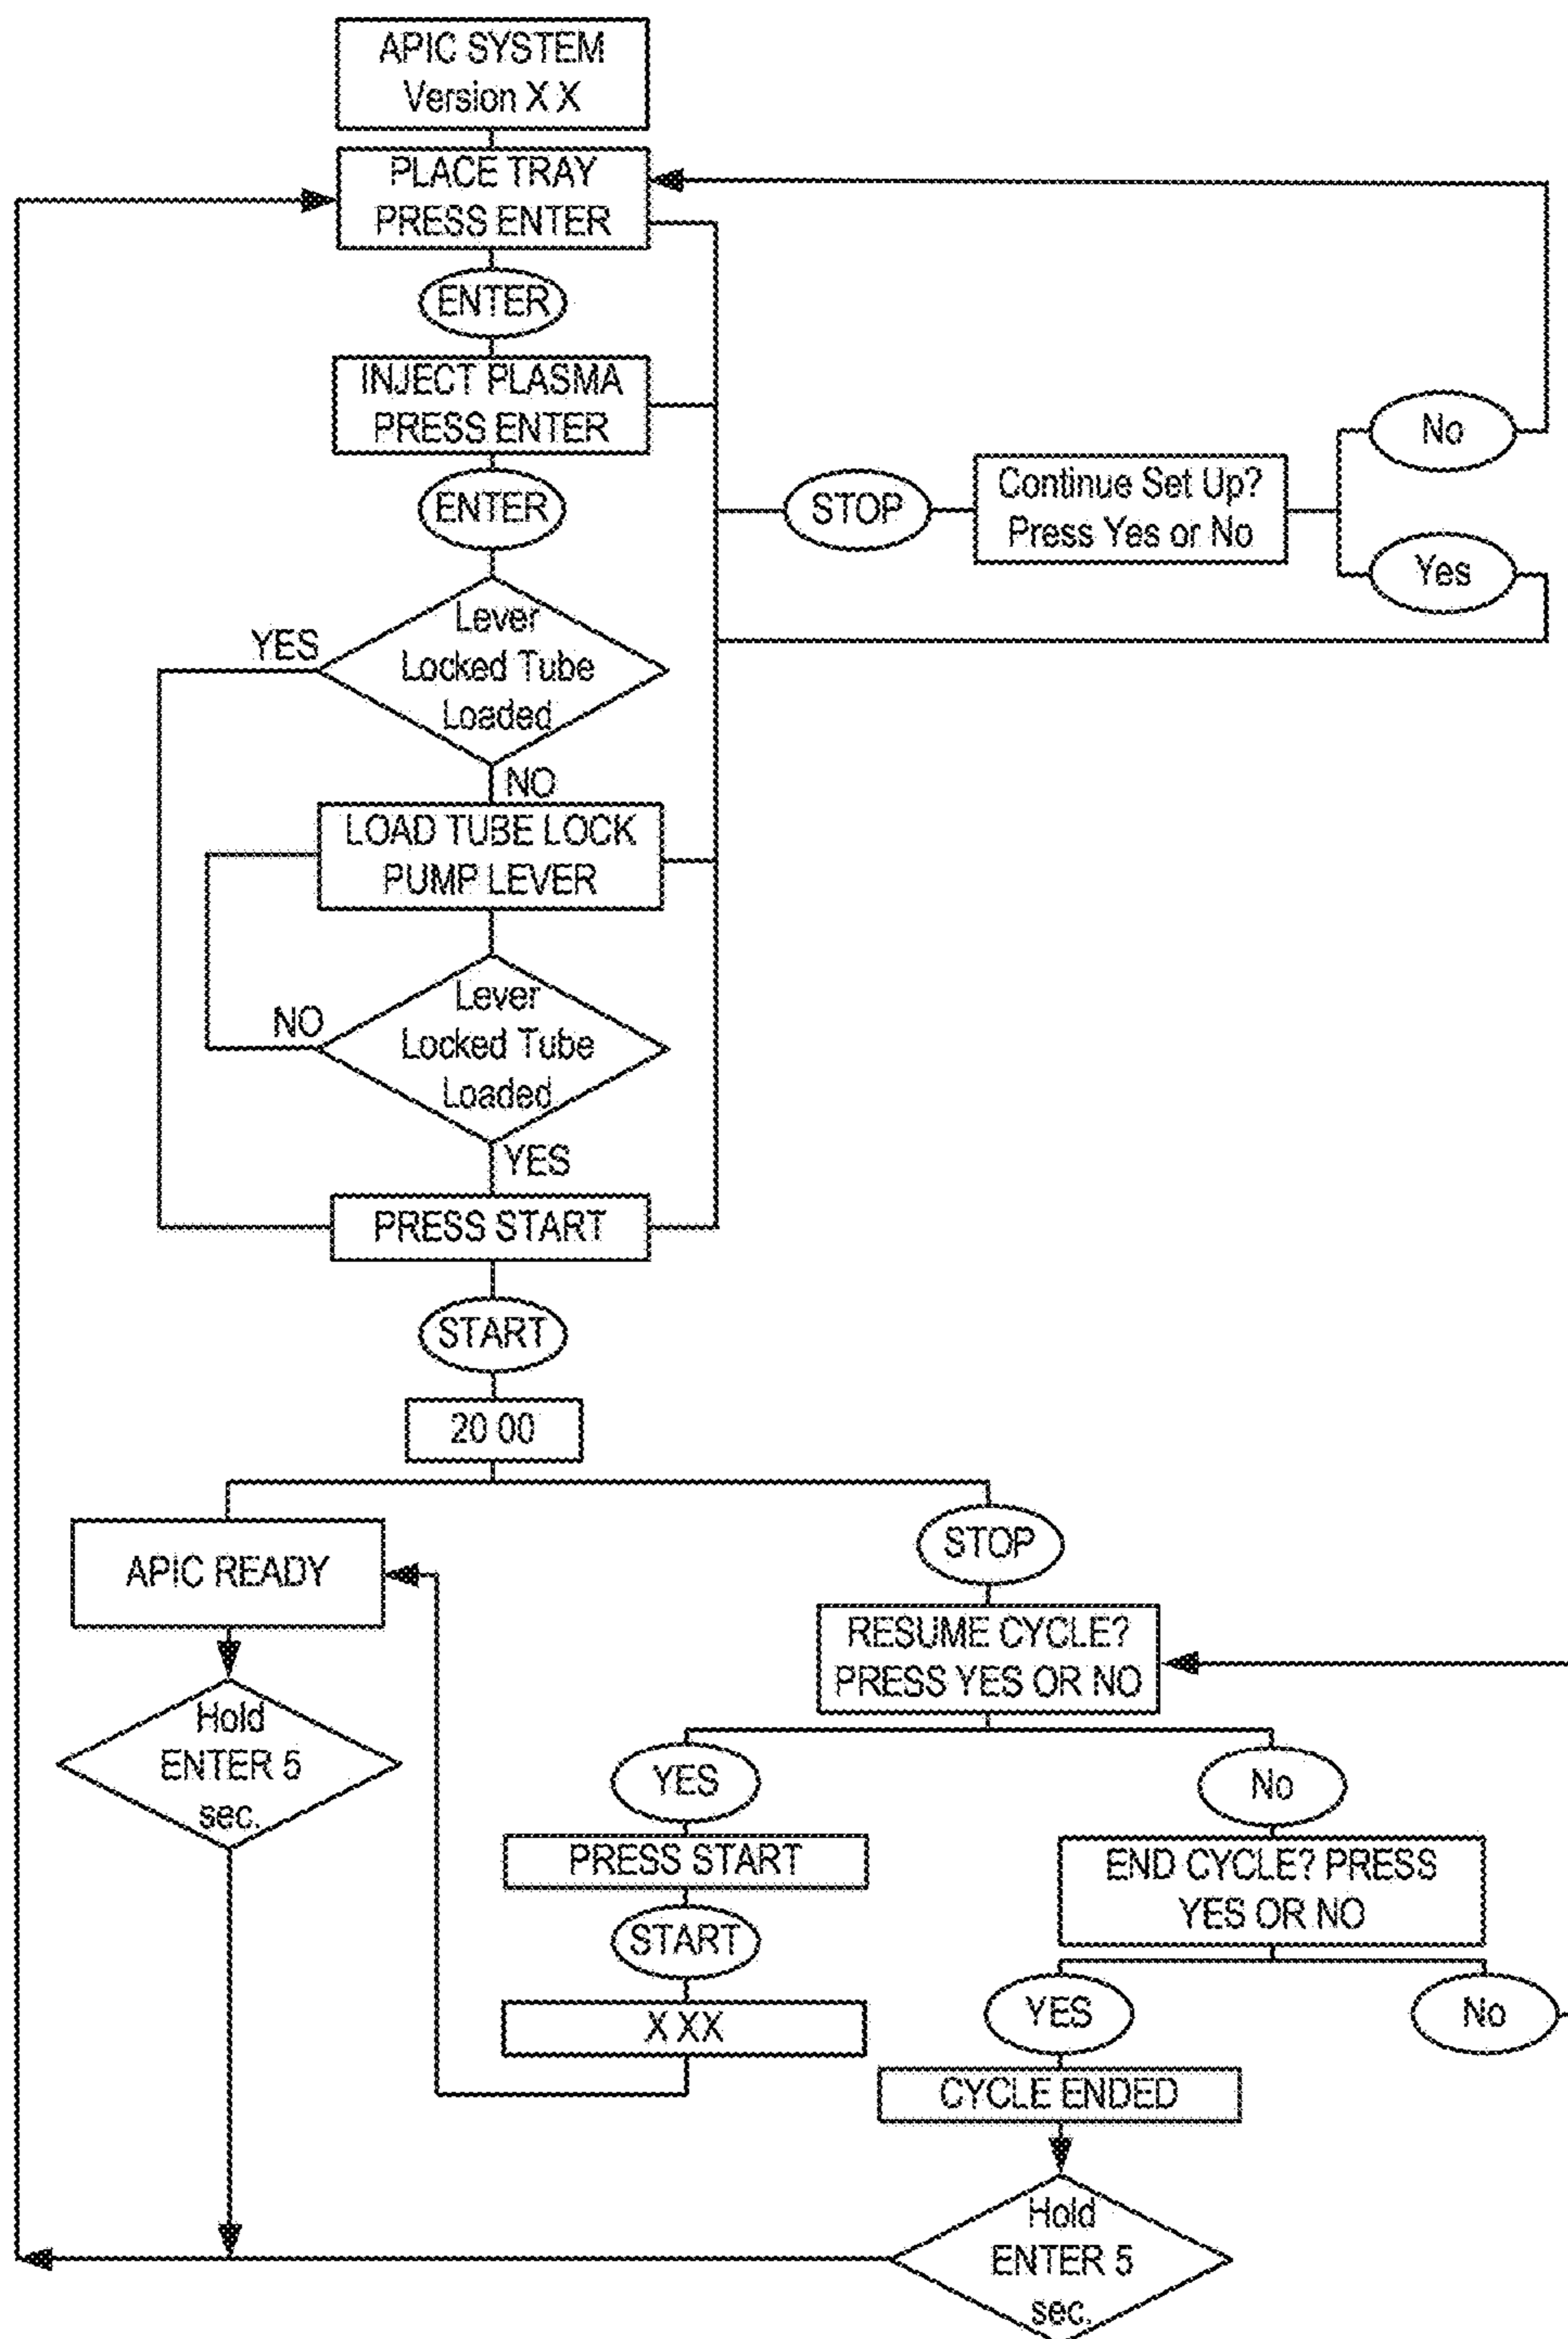 APIC SYSTEM
Version X X
PLACE TRAY
PRESS ENTER
ENTER
INJECT PLASMA
PRESS ENTER
ENTER
STOP
Continue Set Up?
Press Yes or No
No
Yes
YES
Lever
Locked Tube
Loaded
NO
LOAD TUBE LOCK
PUMP LEVER
NO
Lever
Locked Tube
Loaded
YES
PRESS START
START
20 00
APIC READY
Hold
ENTER 5
sec.
STOP
RESUME CYCLE?
PRESS YES OR NO
YES
PRESS START
START
X XX
No
END CYCLE? PRESS
YES OR NO
YES
No
CYCLE ENDED
Hold
ENTER 5
sec.